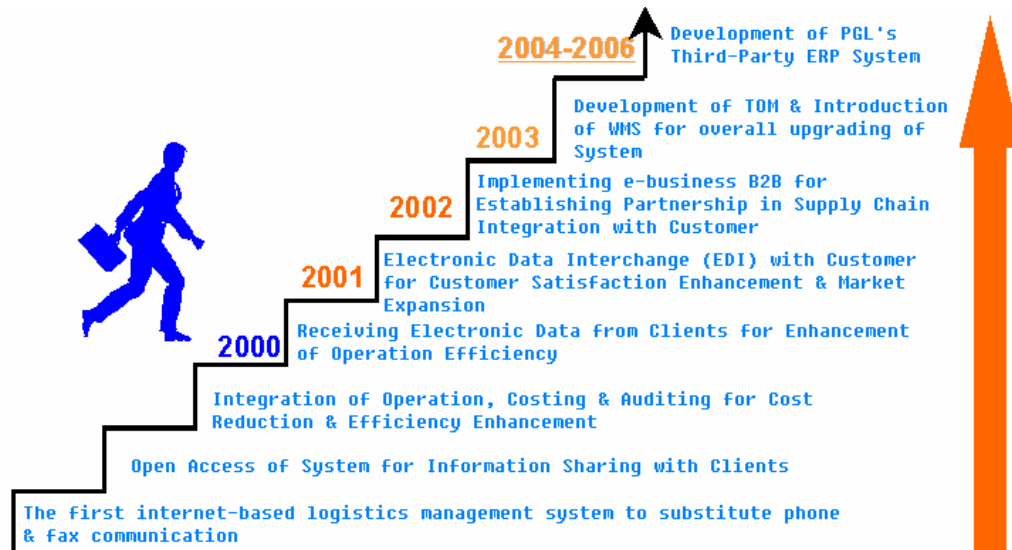 2004-2006
Development of PGL's
Third-Party ERP System
2003
Development of TOM & Introduction
of WMS for overall upgrading of
System
2002
Implementing e-business B2B for
Establishing Partnership in Supply Chain
Integration with Customer
2001
Electronic Data Interchange (EDI) with Customer
for Customer Satisfaction Enhancement & Market
Expansion
2000
Receiving Electronic Data from Clients for Enhancement
of Operation Efficiency
Integration of Operation, Costing & Auditing for Cost
Reduction & Efficiency Enhancement
Open Access of System for Information Sharing with Clients
The first internet-based logistics management system to substitute phone
& fax communication